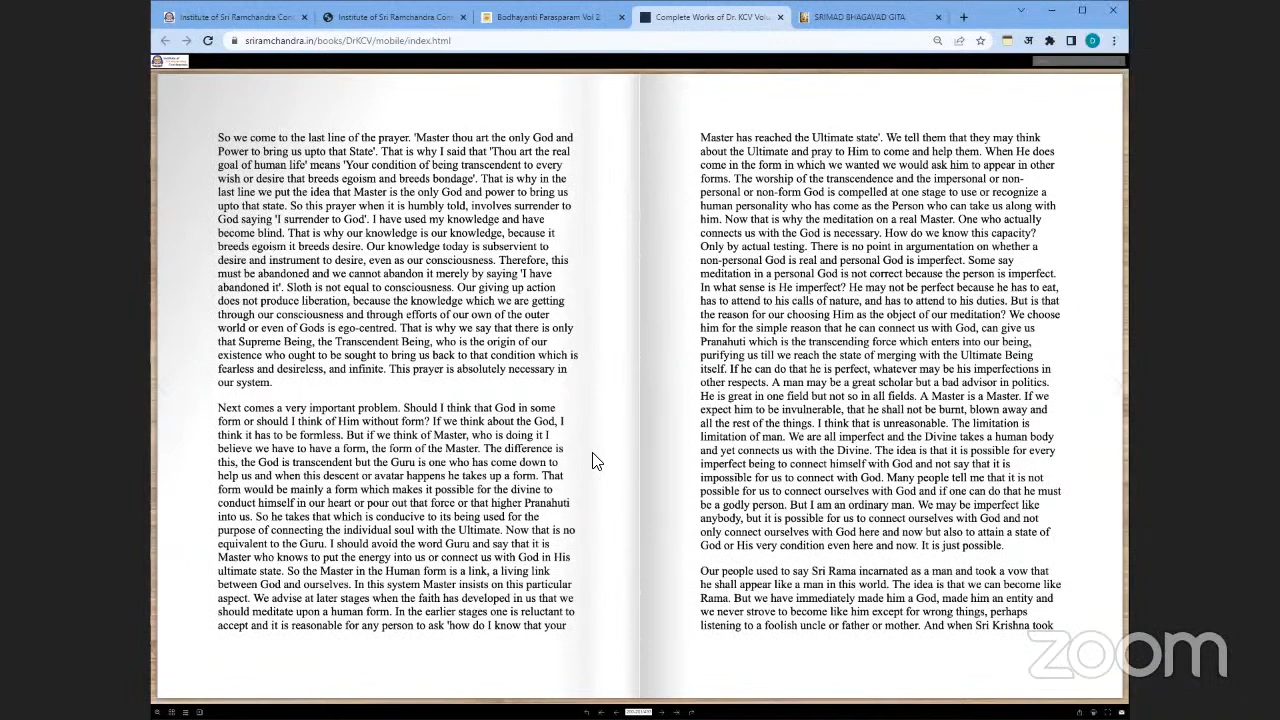 Institute of Sri Ramchandra Con
Institute of Sri Ramchandra Con
Bodhayanti Parasparam Vol 2
Complete Works of Dr. KCV Volu
SRIMAD BHAGAVAD GITA
sriramchandra.in/books/DrKCV/mobile/index.html
So we come to the last line of the prayer. 'Master thou art the only God and
Power to bring us upto that State'. That is why I said that 'Thou art the real
goal of human life' means 'Your condition of being transcendent to every
wish or desire that breeds egoism and breeds bondage'. That is why in the
last line we put the idea that Master is the only God and power to bring us
upto that state. So this prayer when it is humbly told, involves surrender to
God saying 'I surrender to God'. I have used my knowledge and have
become blind. That is why our knowledge is our knowledge, because it
breeds egoism it breeds desire. Our knowledge today is subservient to
desire and instrument to desire, even as our consciousness. Therefore, this
must be abandoned and we cannot abandon it merely by saying 'I have
abandoned it'. Sloth is not equal to consciousness. Our giving up action
does not produce liberation, because the knowledge which we are getting
through our consciousness and through efforts of our own of the outer
world or even of Gods is ego-centred. That is why we say that there is only
that Supreme Being, the Transcendent Being, who is the origin of our
existence who ought to be sought to bring us back to that condition which is
fearless and desireless, and infinite. This prayer is absolutely necessary in
our system.
Next comes a very important problem. Should I think that God in some
form or should I think of Him without form? If we think about the God, I
think it has to be formless. But if we think of Master, who is doing it I
believe we have to have a form, the form of the Master. The difference is
this, the God is transcendent but the Guru is one who has come down to
help us and when this descent or avatar happens he takes up a form. That
form would be mainly a form which makes it possible for the divine to
conduct himself in our heart or pour out that force or that higher Pranahuti
into us. So he takes that which is conducive to its being used for the
purpose of connecting the individual soul with the Ultimate. Now that is no
equivalent to the Guru. I should avoid the word Guru and say that it is
Master who knows to put the energy into us or connect us with God in His
ultimate state. So the Master in the Human form is a link, a living link
between God and ourselves. In this system Master insists on this particular
aspect. We advise at later stages when the faith has developed in us that we
should meditate upon a human form. In the earlier stages one is reluctant to
accept and it is reasonable for any person to ask 'how do I know that your
Master has reached the Ultimate state'. We tell them that they may think
about the Ultimate and pray to Him to come and help them. When He does
come in the form in which we wanted we would ask him to appear in other
forms. The worship of the transcendence and the impersonal or non-
personal or non-form God is compelled at one stage to use or recognize a
human personality who has come as the Person who can take us along with
him. Now that is why the meditation on a real Master. One who actually
connects us with the God is necessary. How do we know this capacity?
Only by actual testing. There is no point in argumentation on whether a
non-personal God is real and personal God is imperfect. Some say
meditation in a personal God is not correct because the person is imperfect.
In what sense is He imperfect? He may not be perfect because he has to eat,
has to attend to his calls of nature, and has to attend to his duties. But is that
the reason for our choosing Him as the object of our meditation? We choose
him for the simple reason that he can connect us with God, can give us
Pranahuti which is the transcending force which enters into our being,
purifying us till we reach the state of merging with the Ultimate Being
itself. If he can do that he is perfect, whatever may be his imperfections in
other respects. A man may be a great scholar but a bad advisor in politics.
He is great in one field but not so in all fields. A Master is a Master. If we
expect him to be invulnerable, that he shall not be burnt, blown away and
all the rest of the things. I think that is unreasonable. The limitation is
limitation of man. We are all imperfect and the Divine takes a human body
and yet connects us with the Divine. The idea is that it is possible for every
imperfect being to connect himself with God and not say that it is
impossible for us to connect with God. Many people tell me that it is not
possible for us to connect ourselves with God and if one can do that he must
be a godly person. But I am an ordinary man. We may be imperfect like
anybody, but it is possible for us to connect ourselves with God and not
only connect ourselves with God here and now but also to attain a state of
God or His very condition even here and now. It is just possible.
Our people used to say Sri Rama incarnated as a man and took a vow that
he shall appear like a man in this world. The idea is that we can become like
Rama. But we have immediately made him a God, made him an entity and
we never strove to become like him except for wrong things, perhaps
listening to a foolish uncle or father or mother. And when Sri Krishna took
zoom